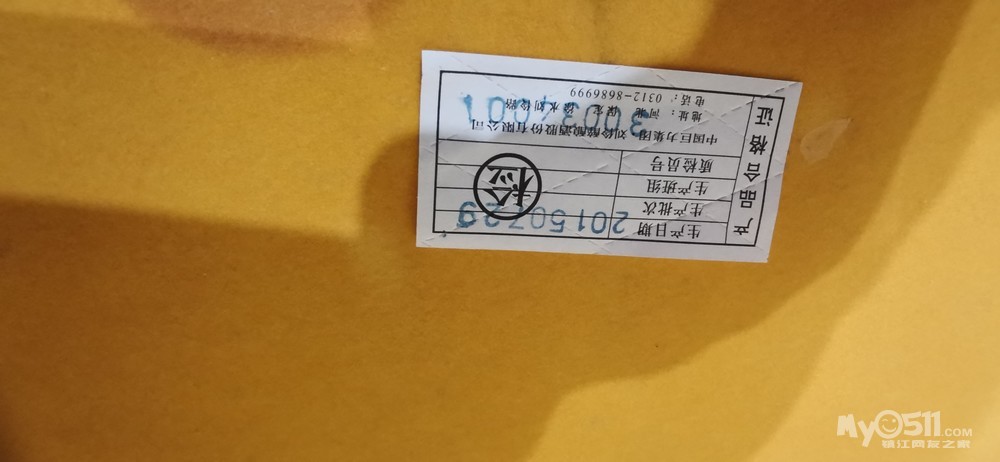 产品合格证
生产日期 20150729
生产批次
生产班组
质检员号
检
中国巨力集团 刘伶醉酿酒股份有限公司
30034001
地址：河北 保定 徐水刘伶路
电话：0312-8686999
MY0511.COM
镇江网友之家